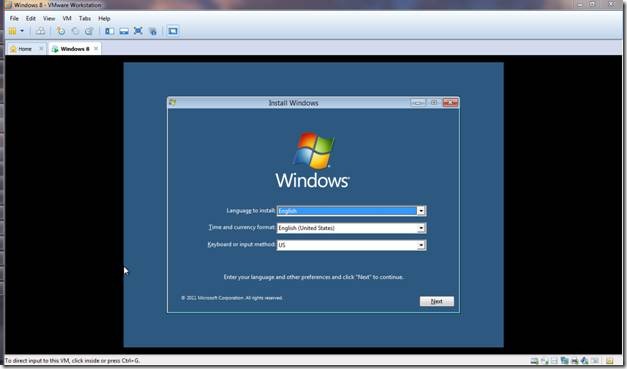 Windows 8 - VMware Workstation
File Edit View VM Tabs Help
Home Windows 8
Install Windows
Windows
Language to install: English
Time and currency format: English (United States)
Keyboard or input method: US
Enter your language and other preferences and click "Next" to continue.
© 2011 Microsoft Corporation. All rights reserved.
Next
To direct input to this VM, click inside or press Ctrl+G.